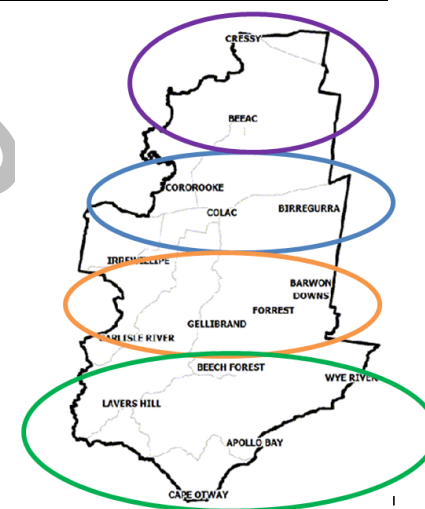 CRESSY
BEEAC
CORDROOKE
COLAC
BIRREGURRA
IRREWILLIPE
BARWON
DOWNS
FORREST
GELLIBRAND
CARLISLE RIVER
BEECH FOREST
WYE RIVER
LAVERS HILL
APOLLO BAY
CAPE OTWAY